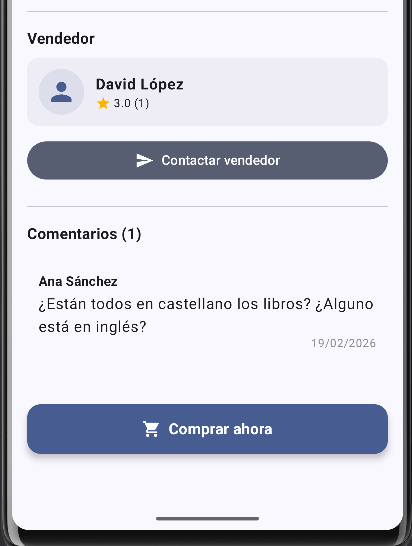 Vendedor
David López
3.0 (1)
Contactar vendedor
Comentarios (1)
Ana Sánchez
¿Están todos en castellano los libros? ¿Alguno
está en inglés?
19/02/2026
Comprar ahora